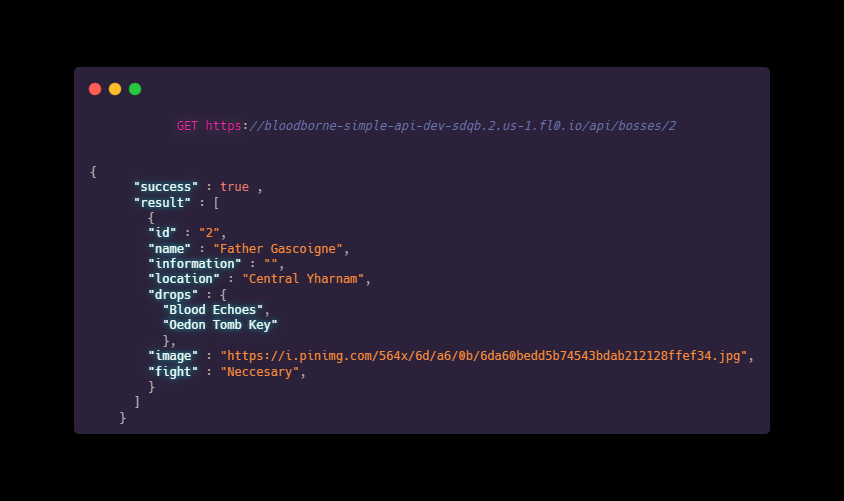 GET https://bloodborne-simple-api-dev-sdqb.2.us-1.fl0.io/api/bosses/2
{
"success" : true ,
"result" : [
{
"id" : "2",
"name" : "Father Gascoigne",
"information" : "",
"location" : "Central Yharnam",
"drops" : {
"Blood Echoes",
"Oedon Tomb Key"
},
"image" : "https://i.pinimg.com/564x/6d/a6/0b/6da60bedd5b74543bdab212128ffef34.jpg",
"fight" : "Neccesary",
}
]
}